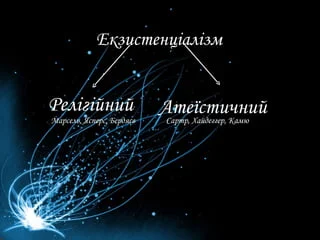 Екзистенціалізм
Релігійний Атеїстичний
Марсель, Ясперс, Бердяєв Сартр, Хайдеггер, Камю